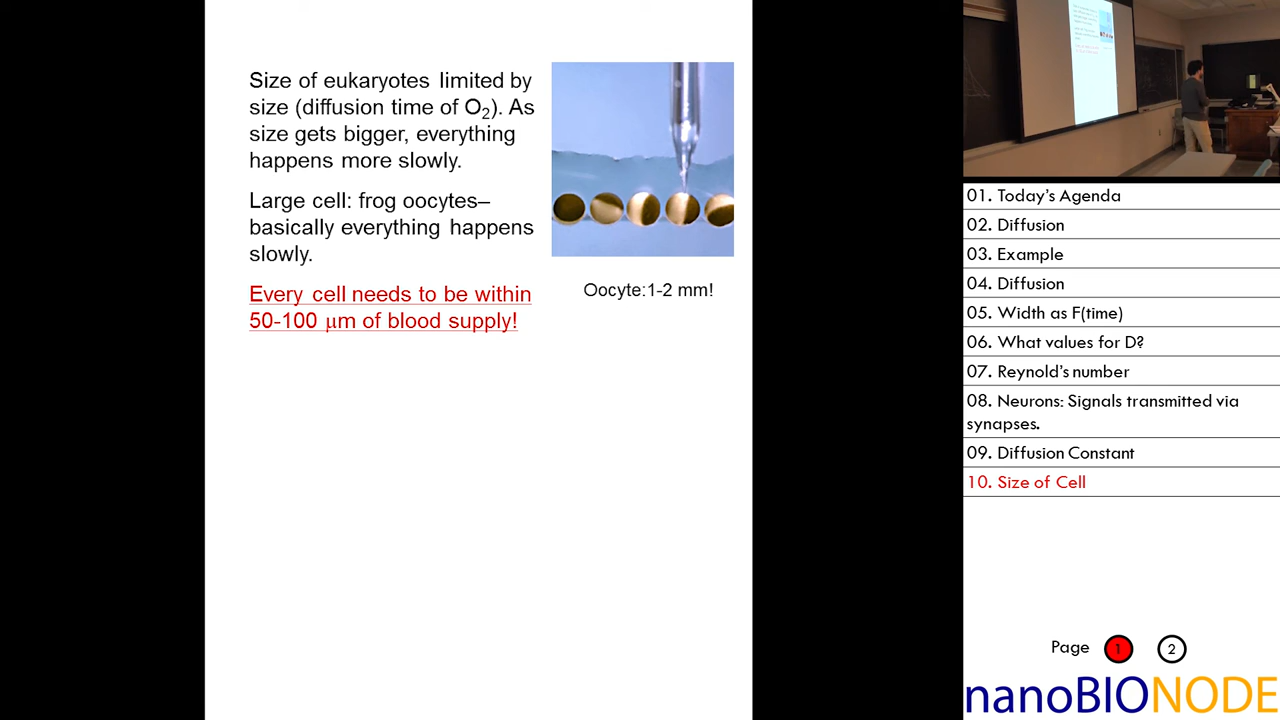 Size of eukaryotes limited by
size (diffusion time of O₂). As
size gets bigger, everything
happens more slowly.
Large cell: frog oocytes–
basically everything happens
slowly.
Every cell needs to be within
50-100 μm of blood supply!
Oocyte:1-2 mm!
01. Today's Agenda
02. Diffusion
03. Example
04. Diffusion
05. Width as F(time)
06. What values for D?
07. Reynold's number
08. Neurons: Signals transmitted via
synapses.
09. Diffusion Constant
10. Size of Cell
Page 1 2
nanoBIONODE